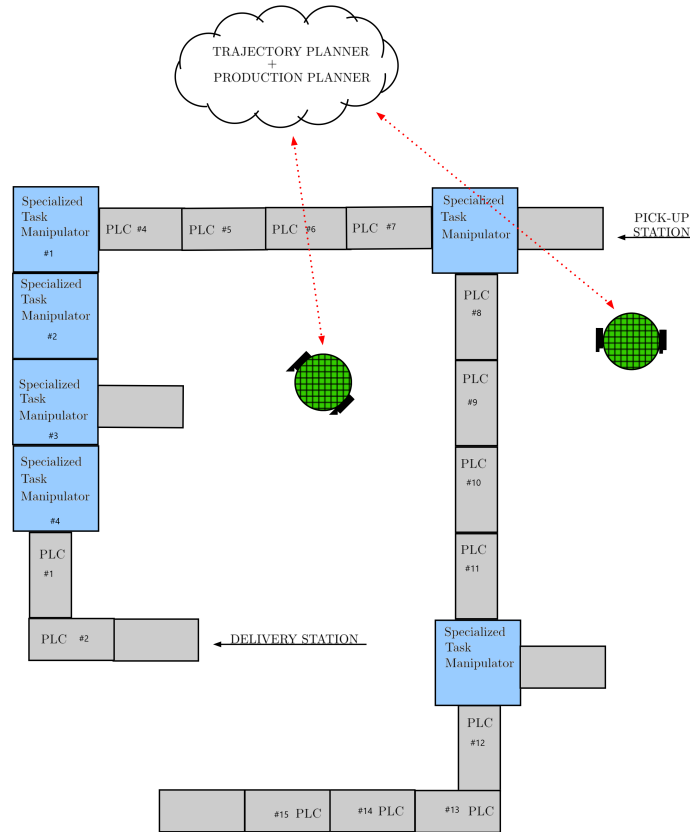 TRAJECTORY PLANNER
+
PRODUCTION PLANNER
Specialized
Task
Manipulator
#1
PLC #4
PLC #5
PLC #6
PLC #7
Specialized
Task
Manipulator
PICK-UP
STATION
Specialized
Task
Manipulator
#2
PLC
#8
Specialized
Task
Manipulator
#3
PLC
#9
Specialized
Task
Manipulator
#4
PLC
#10
PLC
#1
PLC
#11
PLC #2
DELIVERY STATION
Specialized
Task
Manipulator
PLC
#12
#15 PLC
#14 PLC
#13 PLC